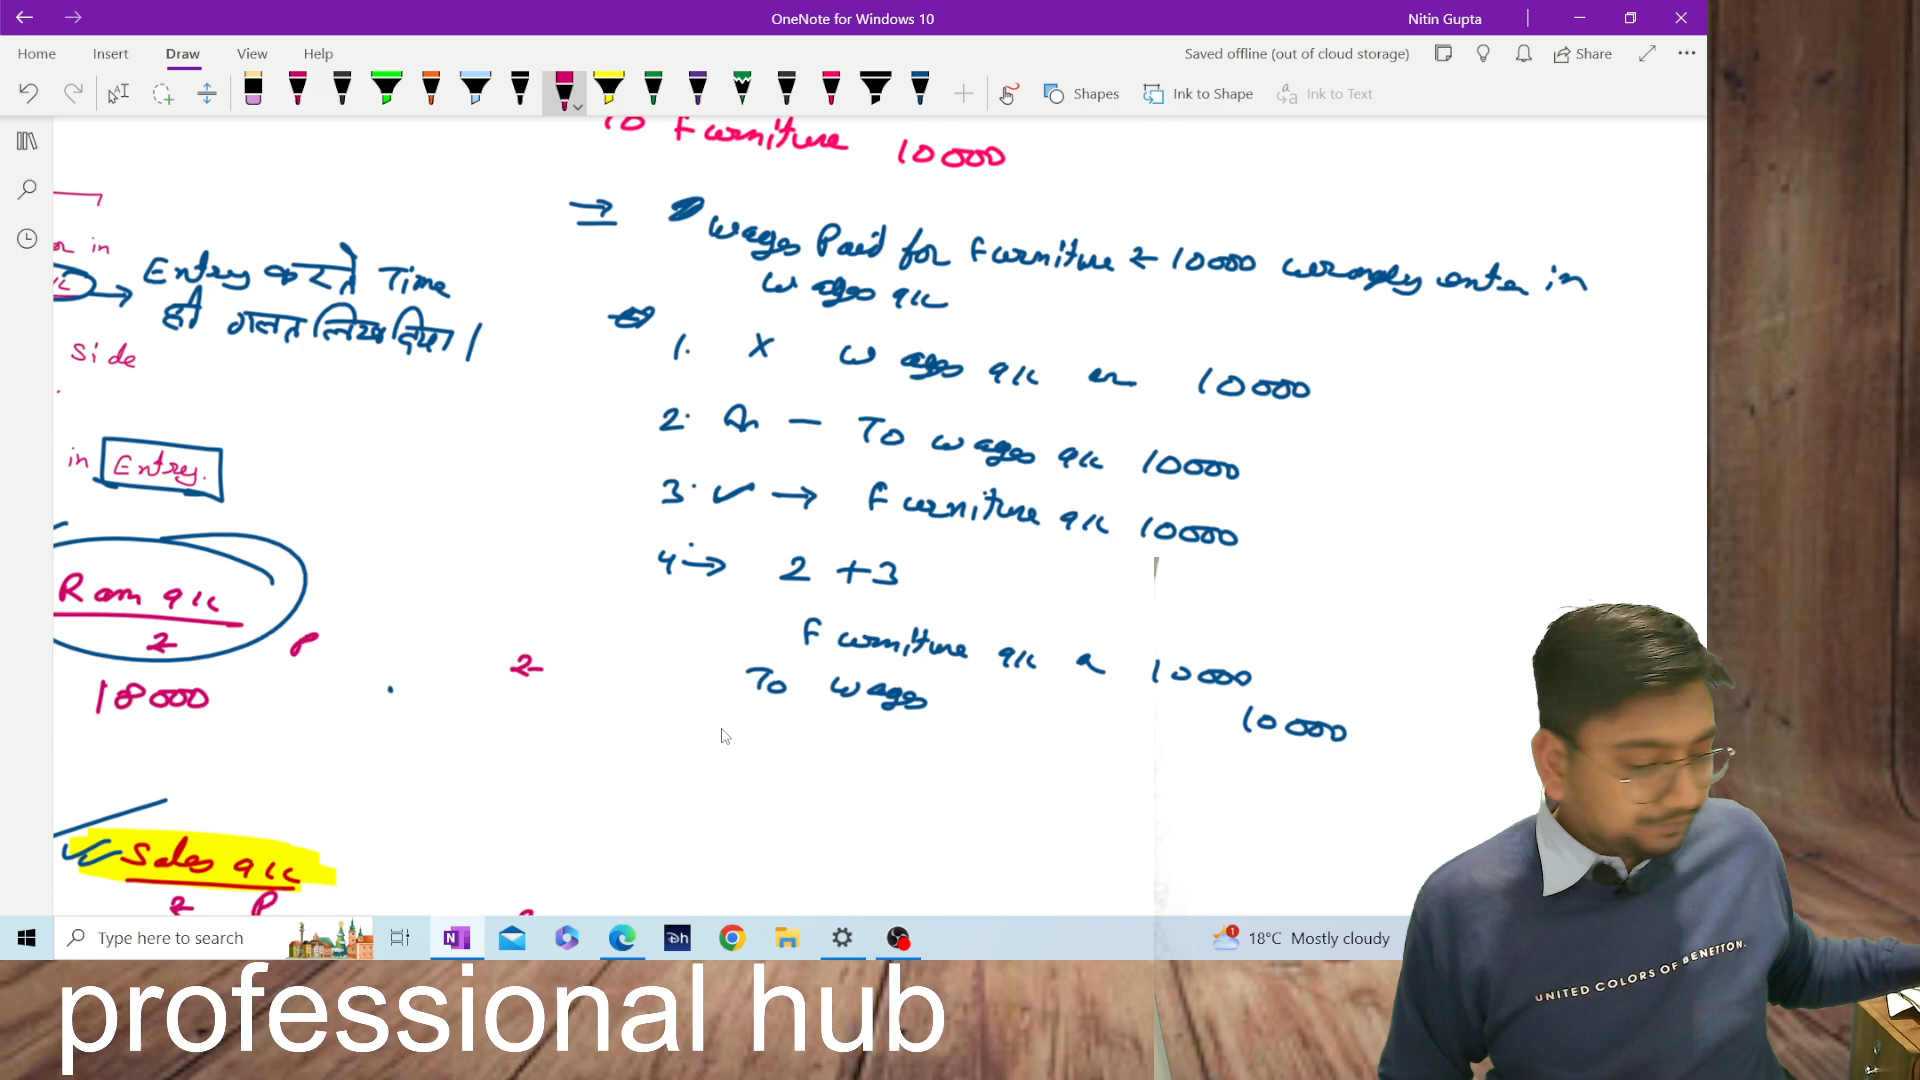 OneNote for Windows 10
Nitin Gupta
Home Insert Draw View Help
Saved offline (out of cloud storage)
Share
Shapes
Ink to Shape
Ink to Text
To Furniture 10000
Wages Paid for Furniture ₹ 10000 wrongly enter in
wages a/c
in
Entry करते Time
ही गलत लिख दिया।
side
in Entry.
1. X Wages a/c Dr 10000
2. To wages a/c 10000
3. ✓ → Furniture a/c 10000
4. → 2 + 3
Furniture a/c 10000
To wages 10000
Ram a/c
18000
Sales a/c
Type here to search
18°C Mostly cloudy
UNITED COLORS OF BENETTON.
professional hub